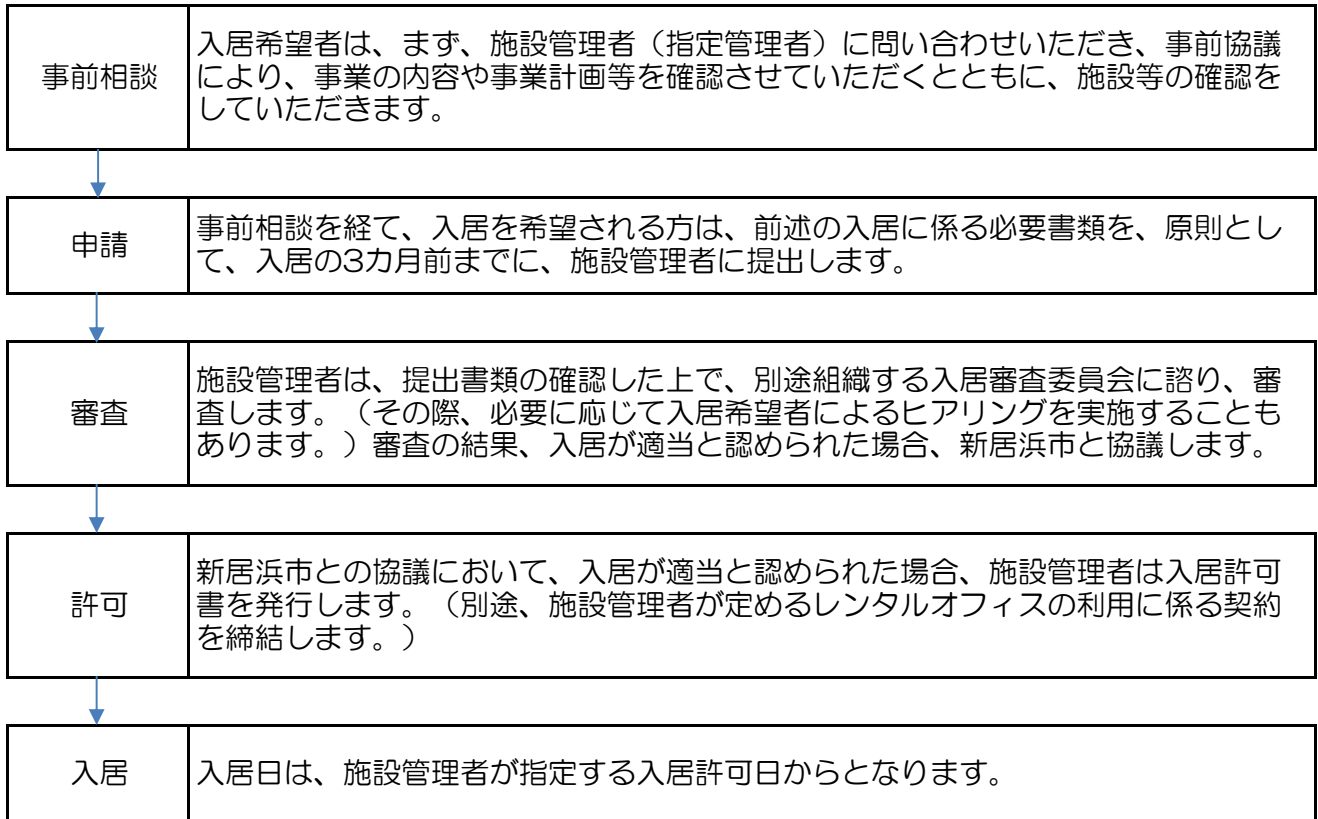 事前相談
入居希望者は、まず、施設管理者（指定管理者）に問い合わせいただき、事前協議
により、事業の内容や事業計画等を確認させていただくとともに、施設等の確認を
していただきます。
申請
事前相談を経て、入居を希望される方は、前述の入居に係る必要書類を、原則とし
て、入居の3カ月前までに、施設管理者に提出します。
審査
施設管理者は、提出書類の確認した上で、別途組織する入居審査委員会に諮り、審
査します。（その際、必要に応じて入居希望者によるヒアリングを実施することも
あります。）審査の結果、入居が適当と認められた場合、新居浜市と協議します。
許可
新居浜市との協議において、入居が適当と認められた場合、施設管理者は入居許可
書を発行します。（別途、施設管理者が定めるレンタルオフィスの利用に係る契約
を締結します。）
入居
入居日は、施設管理者が指定する入居許可日からとなります。